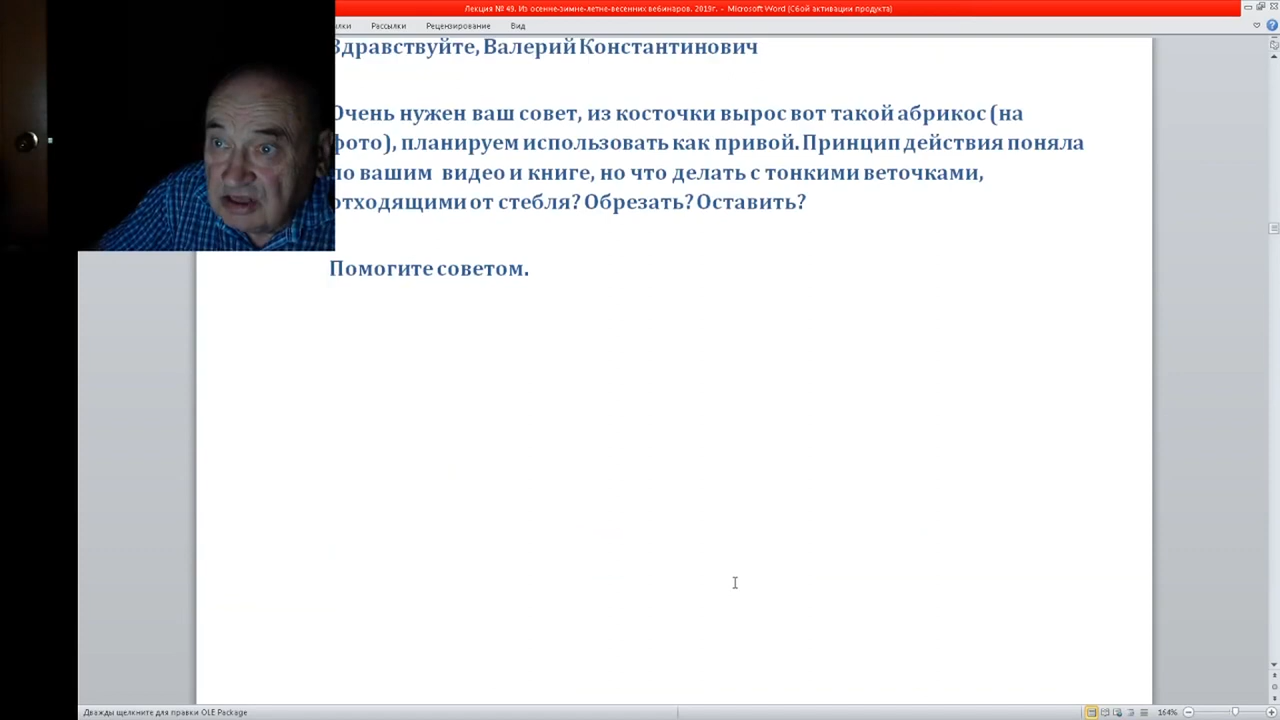 Лекция № 49. Из осенне-зимне-летне-весенних вебинаров. 2019г. - Microsoft Word (Сбой активации продукта)
Рассылки Рецензирование Вид
Здравствуйте, Валерий Константинович
Очень нужен ваш совет, из косточки вырос вот такой абрикос (на
фото), планируем использовать как привой. Принцип действия поняла
по вашим видео и книге, но что делать с тонкими веточками,
отходящими от стебля? Обрезать? Оставить?
Помогите советом.
Дважды щелкните для правки OLE Package
164%